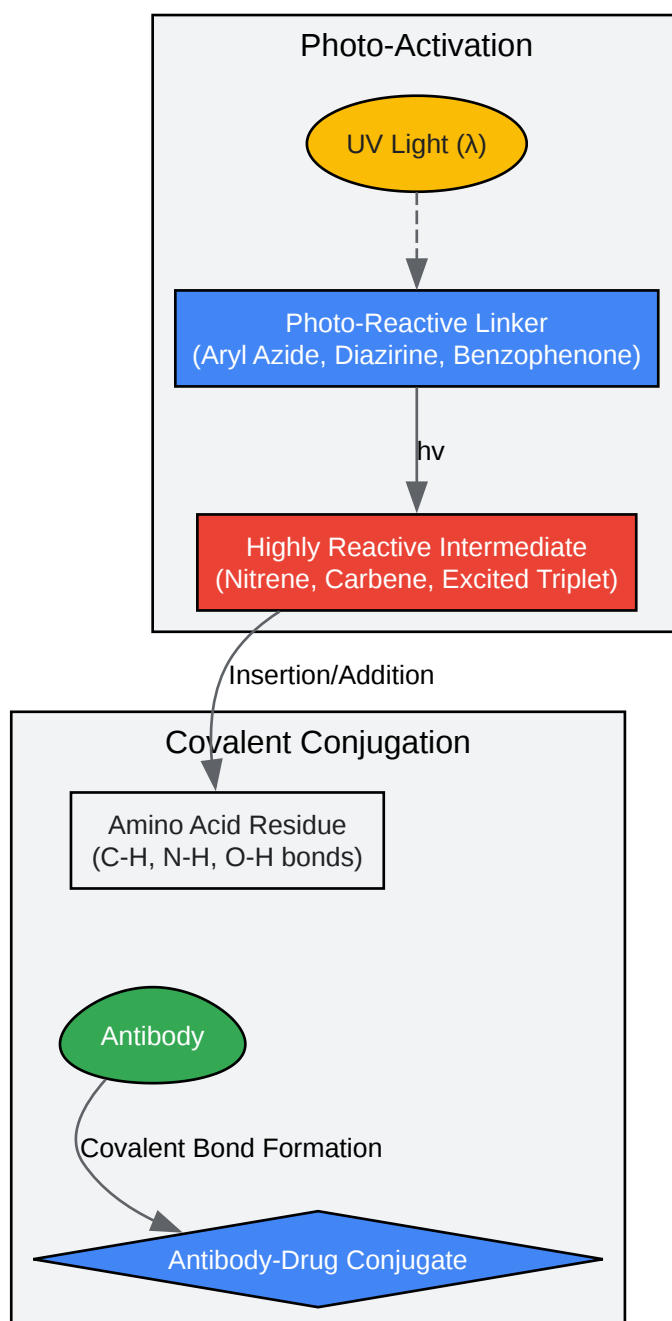 Photo-Activation
UV Light (λ)
Photo-Reactive Linker
(Aryl Azide, Diazirine, Benzophenone)
hv
Highly Reactive Intermediate
(Nitrene, Carbene, Excited Triplet)
Insertion/Addition
Covalent Conjugation
Amino Acid Residue
(C-H, N-H, O-H bonds)
Antibody
Covalent Bond Formation
Antibody-Drug Conjugate